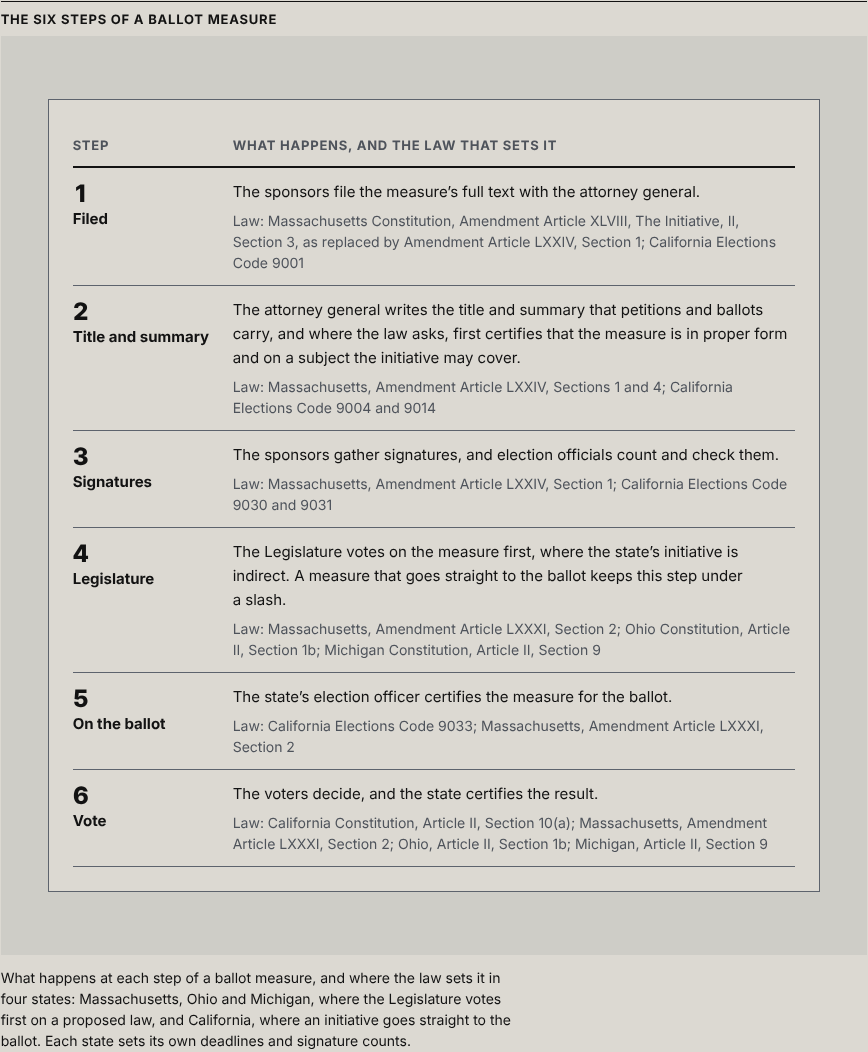 THE SIX STEPS OF A BALLOT MEASURE
STEP
WHAT HAPPENS, AND THE LAW THAT SETS IT
1
Filed
The sponsors file the measure’s full text with the attorney general.
Law: Massachusetts Constitution, Amendment Article XLVIII, The Initiative, II,
Section 3, as replaced by Amendment Article LXXIV, Section 1; California Elections
Code 9001
2
Title and summary
The attorney general writes the title and summary that petitions and ballots
carry, and where the law asks, first certifies that the measure is in proper form
and on a subject the initiative may cover.
Law: Massachusetts, Amendment Article LXXIV, Sections 1 and 4; California
Elections Code 9004 and 9014
3
Signatures
The sponsors gather signatures, and election officials count and check them.
Law: Massachusetts, Amendment Article LXXIV, Section 1; California Elections Code
9030 and 9031
4
Legislature
The Legislature votes on the measure first, where the state’s initiative is
indirect. A measure that goes straight to the ballot keeps this step under
a slash.
Law: Massachusetts, Amendment Article LXXXI, Section 2; Ohio Constitution, Article
II, Section 1b; Michigan Constitution, Article II, Section 9
5
On the ballot
The state’s election officer certifies the measure for the ballot.
Law: California Elections Code 9033; Massachusetts, Amendment Article LXXXI,
Section 2
6
Vote
The voters decide, and the state certifies the result.
Law: California Constitution, Article II, Section 10(a); Massachusetts, Amendment
Article LXXXI, Section 2; Ohio, Article II, Section 1b; Michigan, Article II, Section 9
What happens at each step of a ballot measure, and where the law sets it in
four states: Massachusetts, Ohio and Michigan, where the Legislature votes
first on a proposed law, and California, where an initiative goes straight to the
ballot. Each state sets its own deadlines and signature counts.